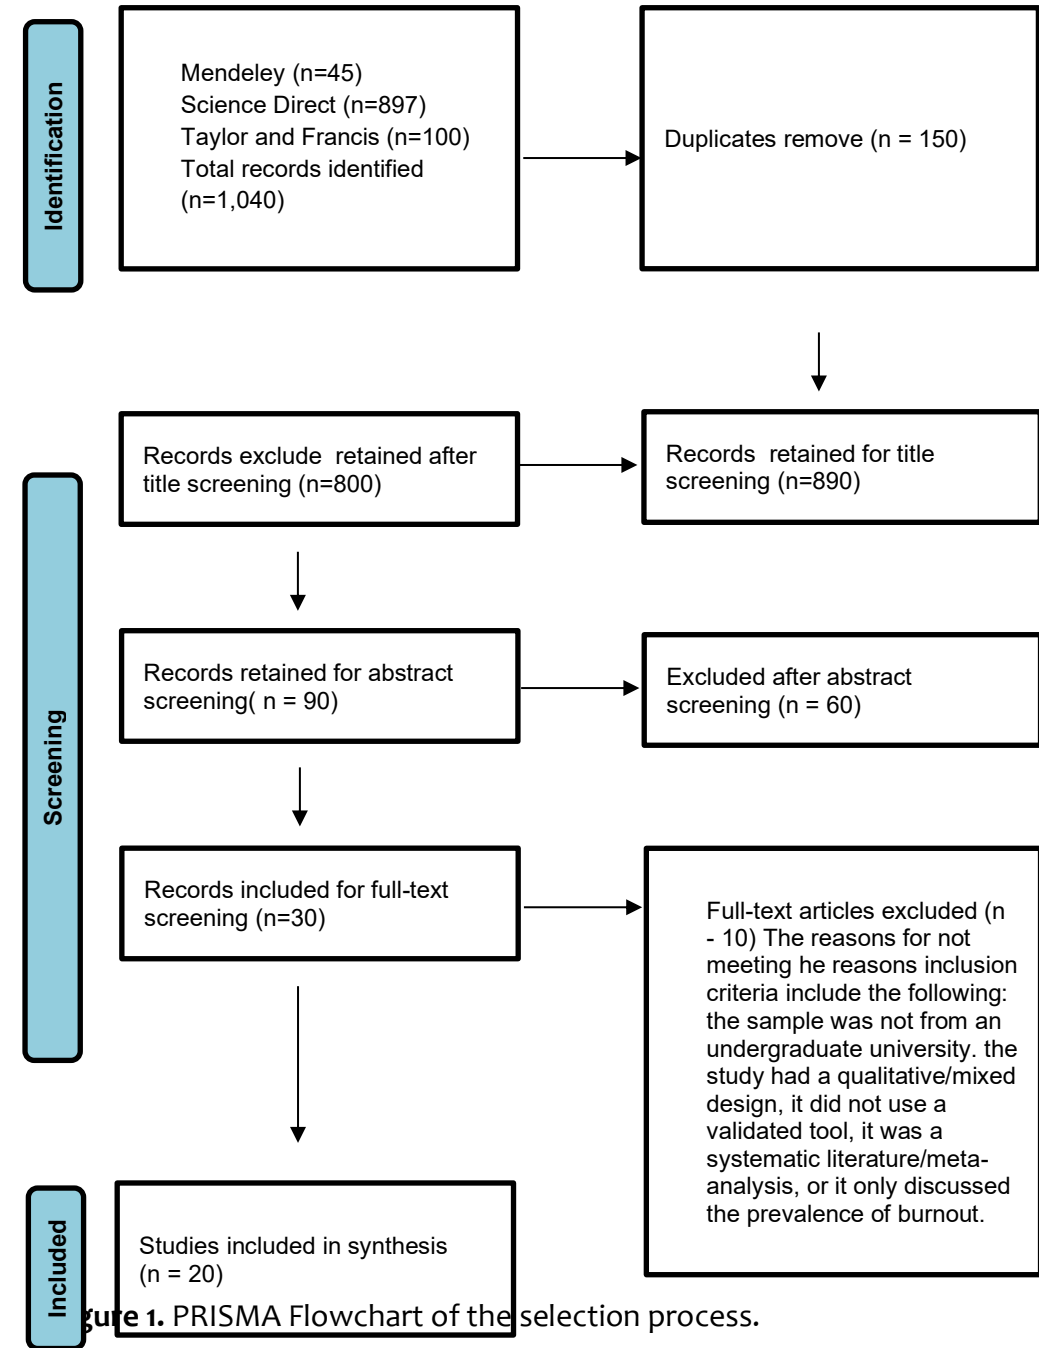 Identification
Mendeley (n=45)
Science Direct (n=897)
Taylor and Francis (n=100)
Total records identified
(n=1,040)
Duplicates remove (n = 150)
Screening
Records exclude retained after
title screening (n=800)
Records retained for title
screening (n=890)
Records retained for abstract
screening( n = 90)
Excluded after abstract
screening (n = 60)
Records included for full-text
screening (n=30)
Full-text articles excluded (n
- 10) The reasons for not
meeting he reasons inclusion
criteria include the following:
the sample was not from an
undergraduate university. the
study had a qualitative/mixed
design, it did not use a
validated tool, it was a
systematic literature/meta-
analysis, or it only discussed
the prevalence of burnout.
Included
Studies included in synthesis
(n = 20)
gure 1. PRISMA Flowchart of the selection process.